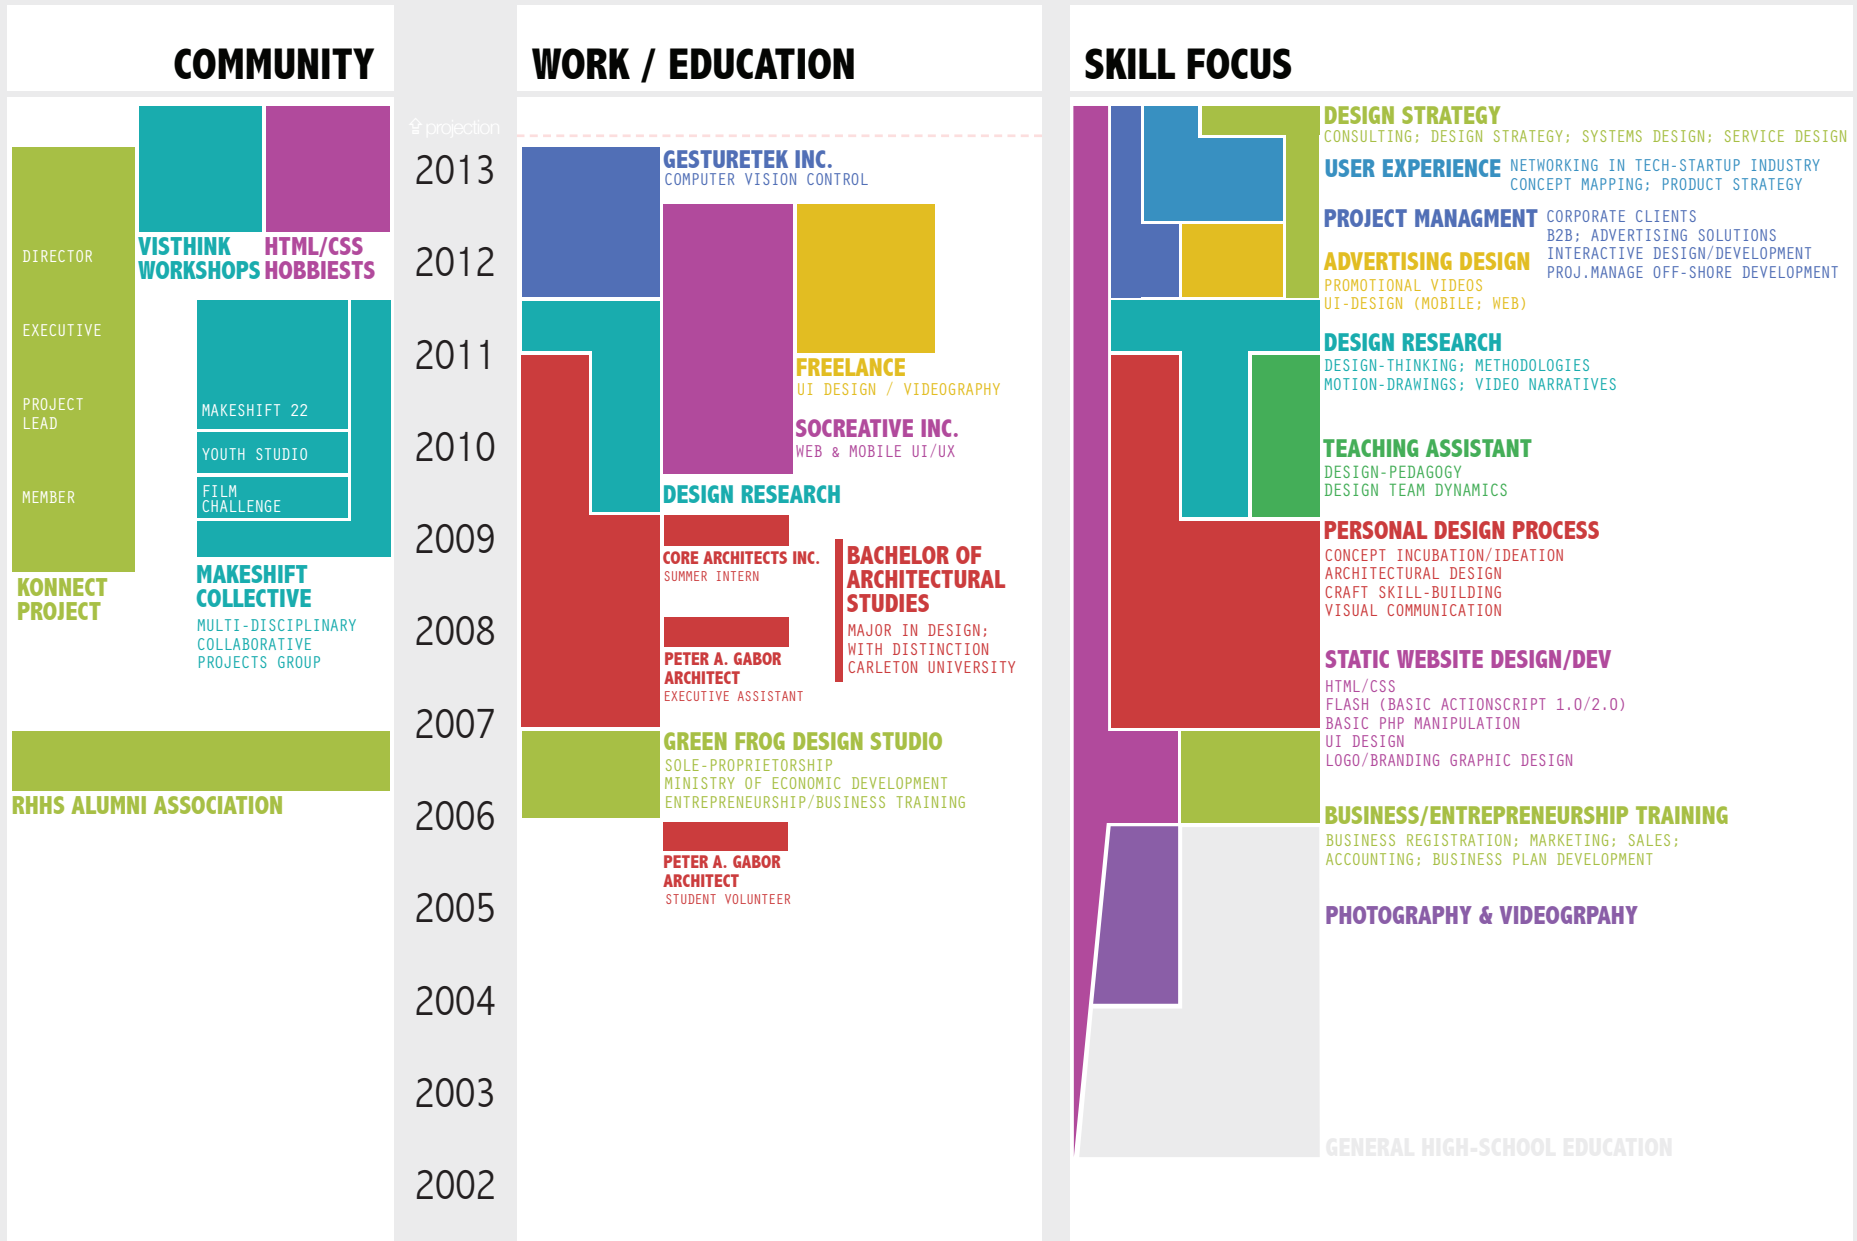 COMMUNITY
DIRECTOR
EXECUTIVE
PROJECT
LEAD
MEMBER
KONNECT
PROJECT
VISTHINK
WORKSHOPS
HTML/CSS
HOBBIESTS
MAKESHIFT 22
YOUTH STUDIO
FILM
CHALLENGE
MAKESHIFT
COLLECTIVE
MULTI-DISCIPLINARY
COLLABORATIVE
PROJECTS GROUP
RHHS ALUMNI ASSOCIATION
projection
2013
2012
2011
2010
2009
2008
2007
2006
2005
2004
2003
2002
WORK / EDUCATION
GESTURETEK INC.
COMPUTER VISION CONTROL
FREELANCE
UI DESIGN / VIDEOGRAPHY
SOCREATIVE INC.
WEB & MOBILE UI/UX
DESIGN RESEARCH
CORE ARCHITECTS INC.
SUMMER INTERN
BACHELOR OF
ARCHITECTURAL
STUDIES
MAJOR IN DESIGN;
WITH DISTINCTION
CARLETON UNIVERSITY
PETER A. GABOR
ARCHITECT
EXECUTIVE ASSISTANT
GREEN FROG DESIGN STUDIO
SOLE-PROPRIETORSHIP
MINISTRY OF ECONOMIC DEVELOPMENT
ENTREPRENEURSHIP/BUSINESS TRAINING
PETER A. GABOR
ARCHITECT
STUDENT VOLUNTEER
SKILL FOCUS
DESIGN STRATEGY
CONSULTING; DESIGN STRATEGY; SYSTEMS DESIGN; SERVICE DESIGN
USER EXPERIENCE
NETWORKING IN TECH-STARTUP INDUSTRY
CONCEPT MAPPING; PRODUCT STRATEGY
PROJECT MANAGMENT
CORPORATE CLIENTS
B2B; ADVERTISING SOLUTIONS
INTERACTIVE DESIGN/DEVELOPMENT
PROJ.MANAGE OFF-SHORE DEVELOPMENT
ADVERTISING DESIGN
PROMOTIONAL VIDEOS
UI-DESIGN (MOBILE; WEB)
DESIGN RESEARCH
DESIGN-THINKING; METHODOLOGIES
MOTION-DRAWINGS; VIDEO NARRATIVES
TEACHING ASSISTANT
DESIGN-PEDAGOGY
DESIGN TEAM DYNAMICS
PERSONAL DESIGN PROCESS
CONCEPT INCUBATION/IDEATION
ARCHITECTURAL DESIGN
CRAFT SKILL-BUILDING
VISUAL COMMUNICATION
STATIC WEBSITE DESIGN/DEV
HTML/CSS
FLASH (BASIC ACTIONSCRIPT 1.0/2.0)
BASIC PHP MANIPULATION
UI DESIGN
LOGO/BRANDING GRAPHIC DESIGN
BUSINESS/ENTREPRENEURSHIP TRAINING
BUSINESS REGISTRATION; MARKETING; SALES;
ACCOUNTING; BUSINESS PLAN DEVELOPMENT
PHOTOGRAPHY & VIDEOGRPAHY
GENERAL HIGH-SCHOOL EDUCATION